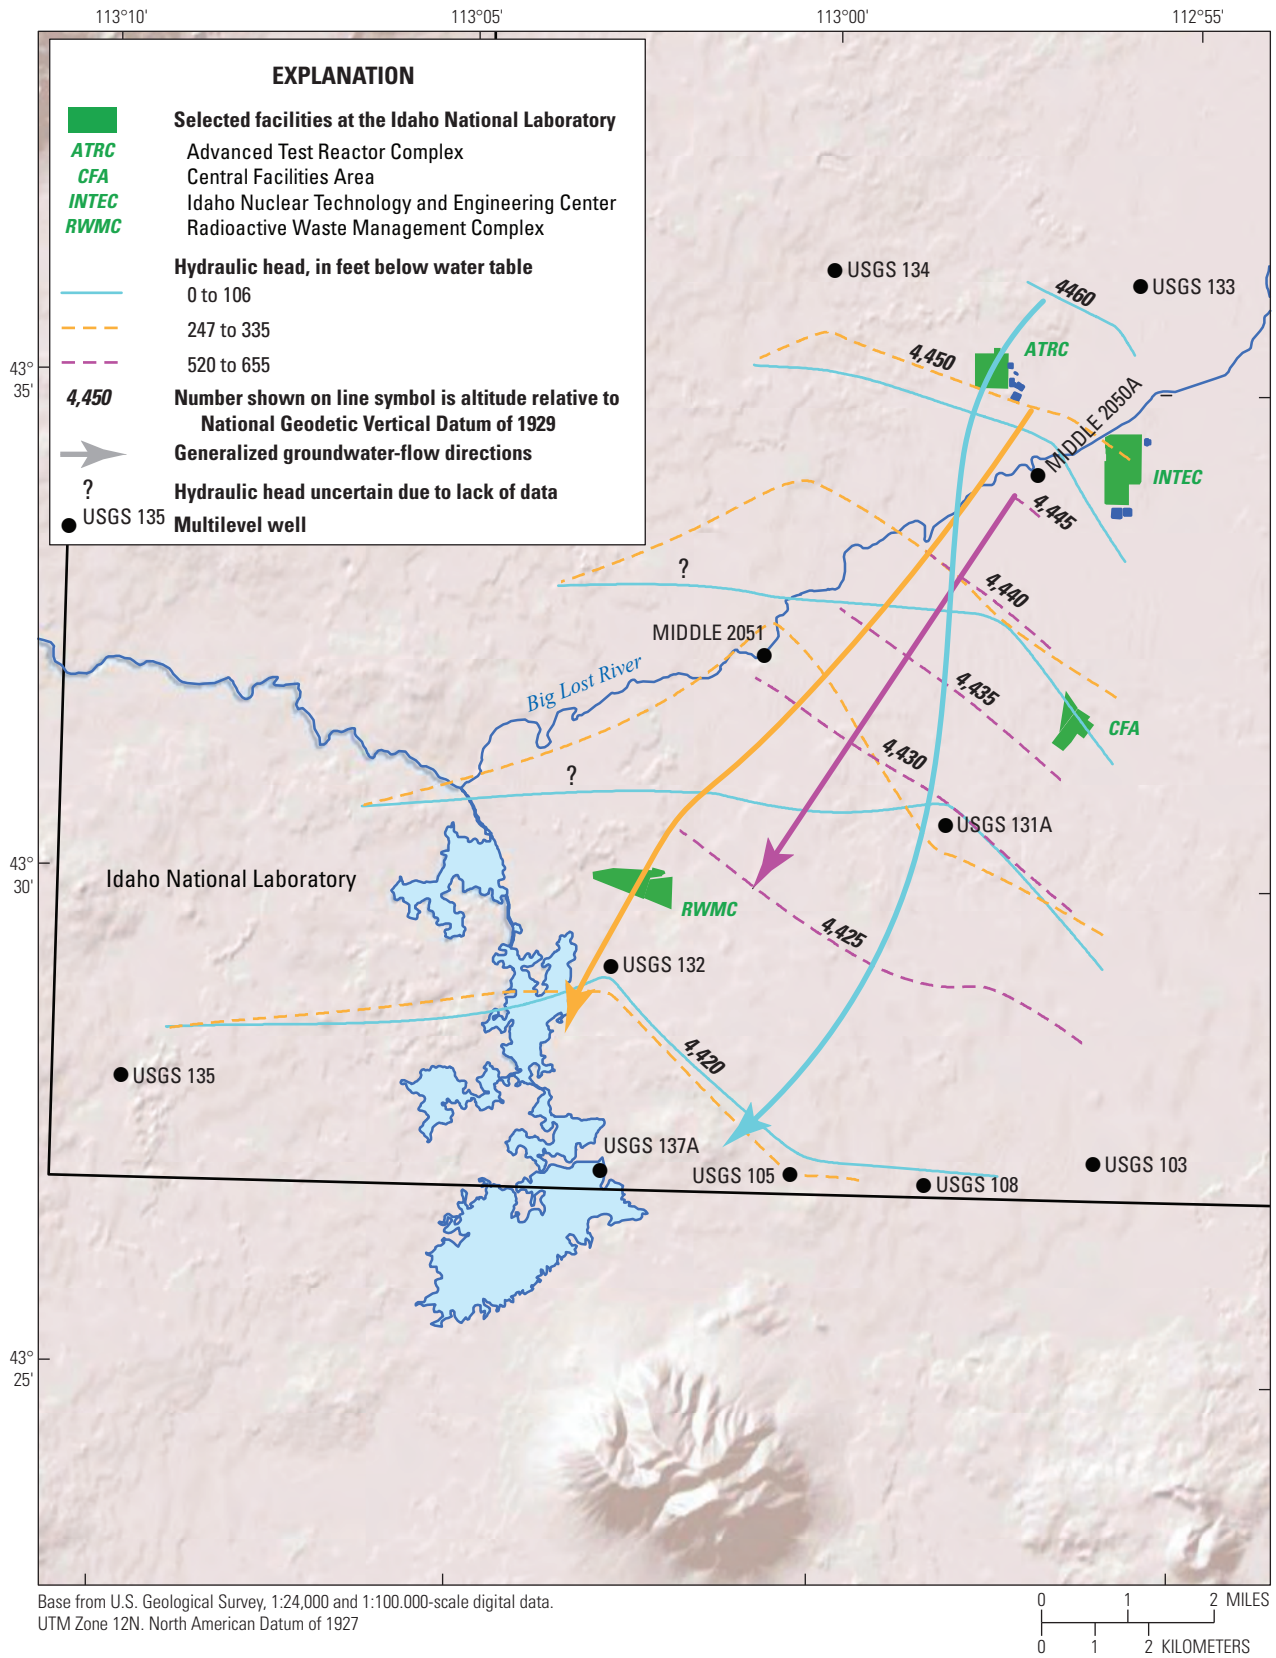 113°10'
113°05'
113°00'
112°55'
EXPLANATION
Selected facilities at the Idaho National Laboratory
ATRC Advanced Test Reactor Complex
CFA Central Facilities Area
INTEC Idaho Nuclear Technology and Engineering Center
RWMC Radioactive Waste Management Complex
Hydraulic head, in feet below water table
0 to 106
247 to 335
520 to 655
4,450 Number shown on line symbol is altitude relative to
National Geodetic Vertical Datum of 1929
Generalized groundwater-flow directions
? Hydraulic head uncertain due to lack of data
USGS 135 Multilevel well
USGS 134
USGS 133
4460
ATRC
4,450
43°
35'
MIDDLE 2050A
INTEC
4,445
?
4,440
MIDDLE 2051
Big Lost River
4,435
CFA
4,430
?
USGS 131A
43°
30'
Idaho National Laboratory
RWMC
4,425
USGS 132
4,420
USGS 135
USGS 137A
USGS 105
USGS 108
USGS 103
43°
25'
Base from U.S. Geological Survey, 1:24,000 and 1:100.000-scale digital data.
UTM Zone 12N. North American Datum of 1927
0 1 2 MILES
0 1 2 KILOMETERS